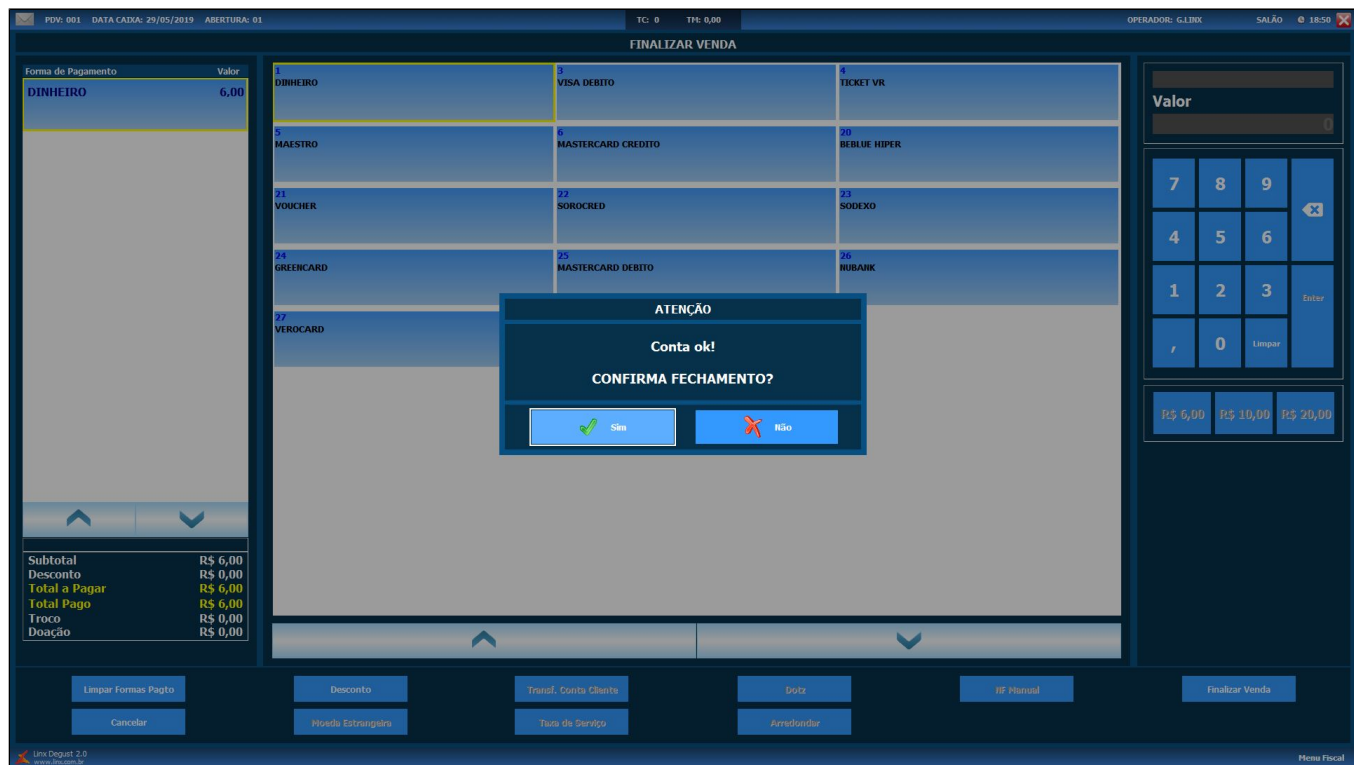 PDV: 001 DATA CAIXA: 29/05/2019 ABERTURA: 01 TC: 0 TM: 0,00 OPERADOR: G.LINX SALÃO 18:50
FINALIZAR VENDA
Forma de Pagamento Valor
DINHEIRO 6,00
1
DINHEIRO
3
VISA DEBITO
4
TICKET VR
5
MAESTRO
6
MASTERCARD CREDITO
20
BEBLUE HIPER
21
VOUCHER
22
SOROCRED
23
SODEXO
24
GREENCARD
25
MASTERCARD DEBITO
26
NUBANK
27
VEROCARD
ATENÇÃO
Conta ok!
CONFIRMA FECHAMENTO?
Sim Não
Valor
0
7 8 9
4 5 6
1 2 3 Enter
, 0 Limpar
R$ 6,00 R$ 10,00 R$ 20,00
Subtotal R$ 6,00
Desconto R$ 0,00
Total a Pagar R$ 6,00
Total Pago R$ 6,00
Troco R$ 0,00
Doação R$ 0,00
Limpar Formas Pagto Desconto Transf. Conta Cliente Dotz NF Manual Finalizar Venda
Cancelar Moeda Estrangeira Taxa de Serviço Arredondar
Linx Degust 2.0
www.linx.com.br
Menu Fiscal